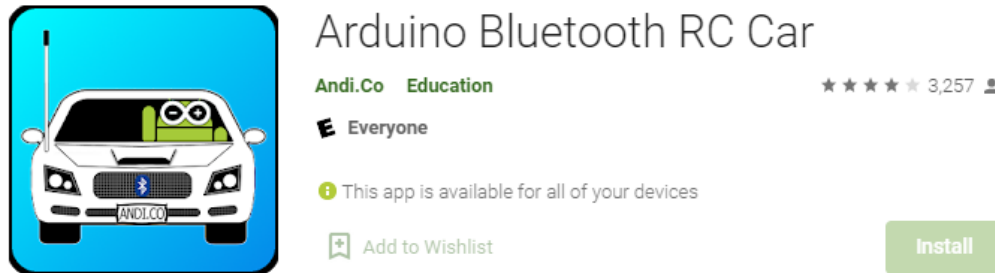 Arduino Bluetooth RC Car
Andi.Co Education 3,257
E Everyone
This app is available for all of your devices
Add to Wishlist Install
ANDI.CO